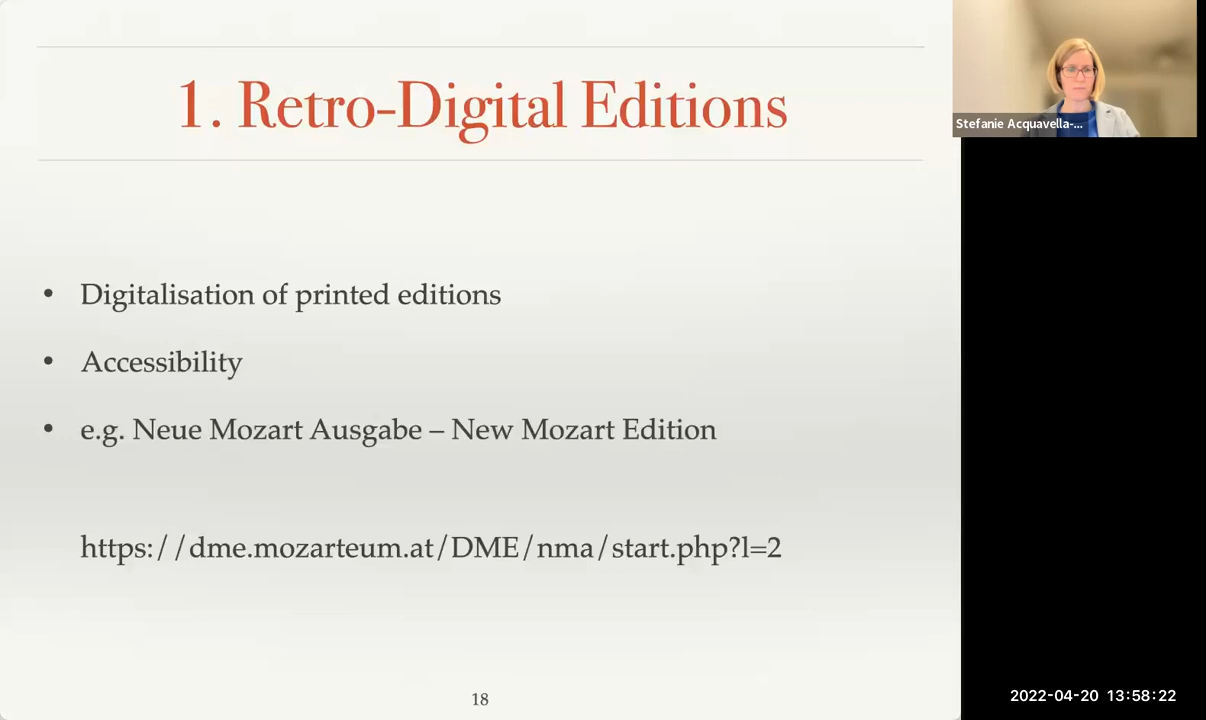 1. Retro-Digital Editions
Stefanie Acquavella-...
• Digitalisation of printed editions
• Accessibility
• e.g. Neue Mozart Ausgabe – New Mozart Edition
https://dme.mozarteum.at/DME/nma/start.php?l=2
18
2022-04-20 13:58:22